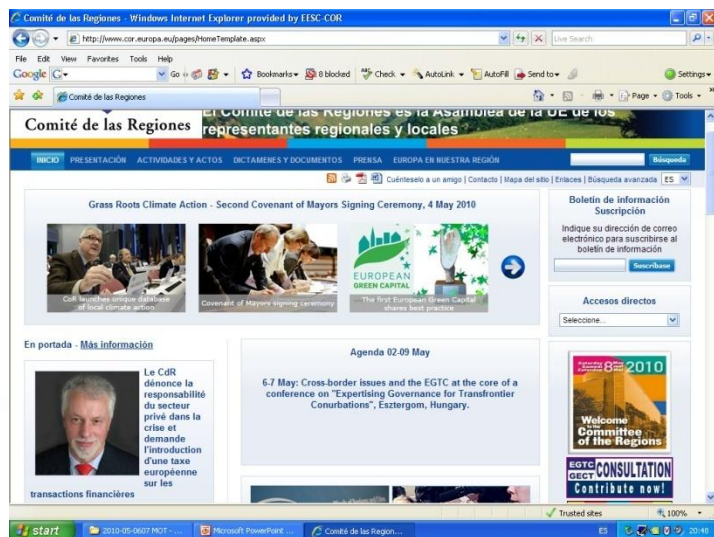 Comité de las Regiones - Windows Internet Explorer provided by EESC-COR
http://www.cor.europa.eu/pages/HomeTemplate.aspx
Live Search
File Edit View Favorites Tools Help
Google G Go Bookmarks 8 blocked ABC Check AutoLink AutoFill Send to Settings
Comité de las Regiones Page Tools
El Comité de las Regiones es la Asamblea de la UE de los
Comité de las Regiones representantes regionales y locales
INICIO PRESENTACIÓN ACTIVIDADES Y ACTOS DICTAMENES Y DOCUMENTOS PRENSA EUROPA EN NUESTRA REGIÓN Búsqueda
Cuénteselo a un amigo | Contacto | Mapa del sitio | Enlaces | Búsqueda avanzada ES
Grass Roots Climate Action - Second Covenant of Mayors Signing Ceremony, 4 May 2010
CoR launches unique database
of local climate action
Covenant of Mayors signing ceremony
EUROPEAN
GREEN CAPITAL
The first European Green Capital
shares best practice
Boletín de información
Suscripción
Indique su dirección de correo
electrónico para suscribirse al
boletín de información
Suscríbase
Accesos directos
Seleccione...
En portada - Más información
Le CdR
dénonce la
responsabilité
du secteur
privé dans la
crise et
demande
l'introduction
d'une taxe
européenne
sur les
transactions financières
Agenda 02-09 May
6-7 May: Cross-border issues and the EGTC at the core of a
conference on "Expertising Governance for Transfrontier
Conurbations", Esztergom, Hungary.
8 2010
Welcome
to the
Committee
of the Regions
EGTC
GECT
CONSULTATION
Contribute now!
Trusted sites 100%
start 2010-05-0607 MOT - ... Microsoft PowerPoint ... Comité de las Region... ES 20:48